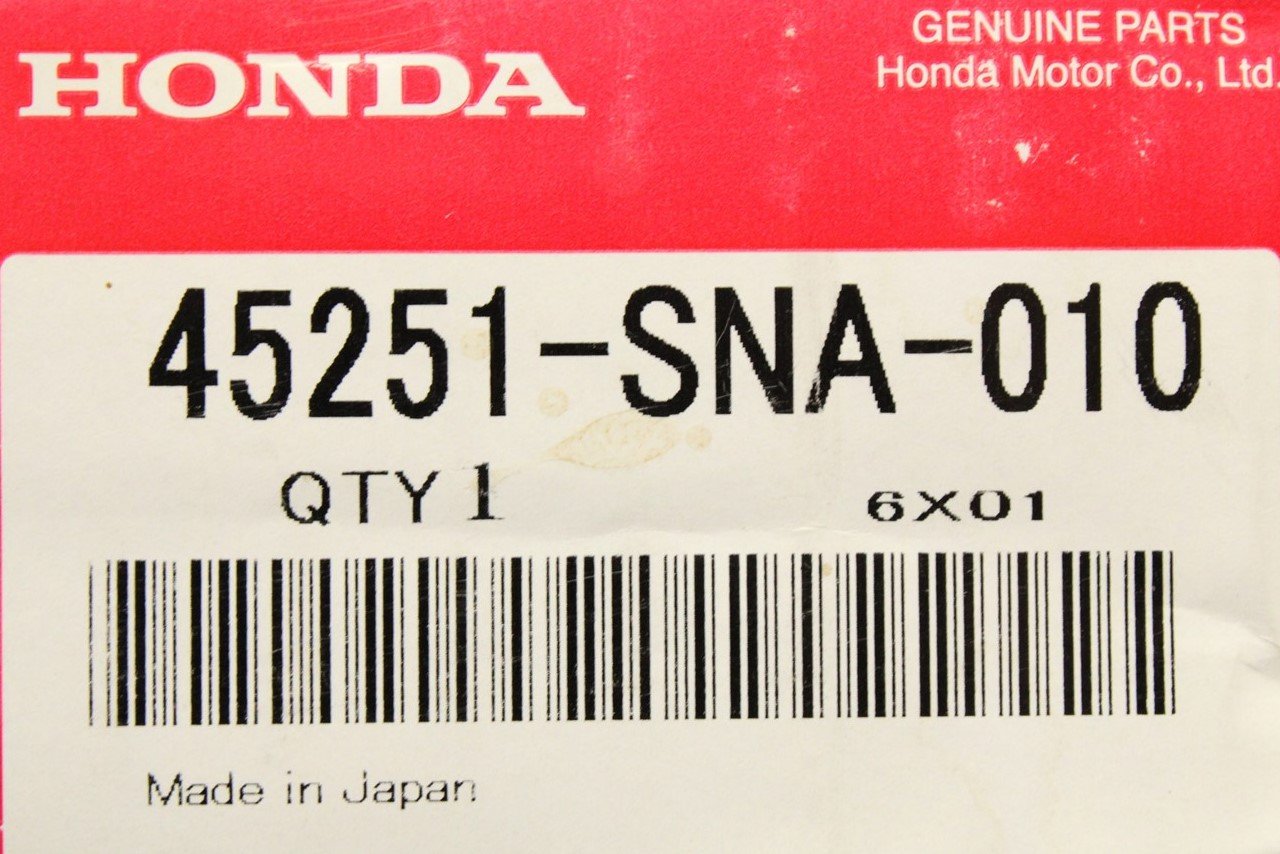 HONDA
GENUINE PARTS
Honda Motor Co., Ltd.
45251-SNA-010
QTY 1
6X01
Made in Japan